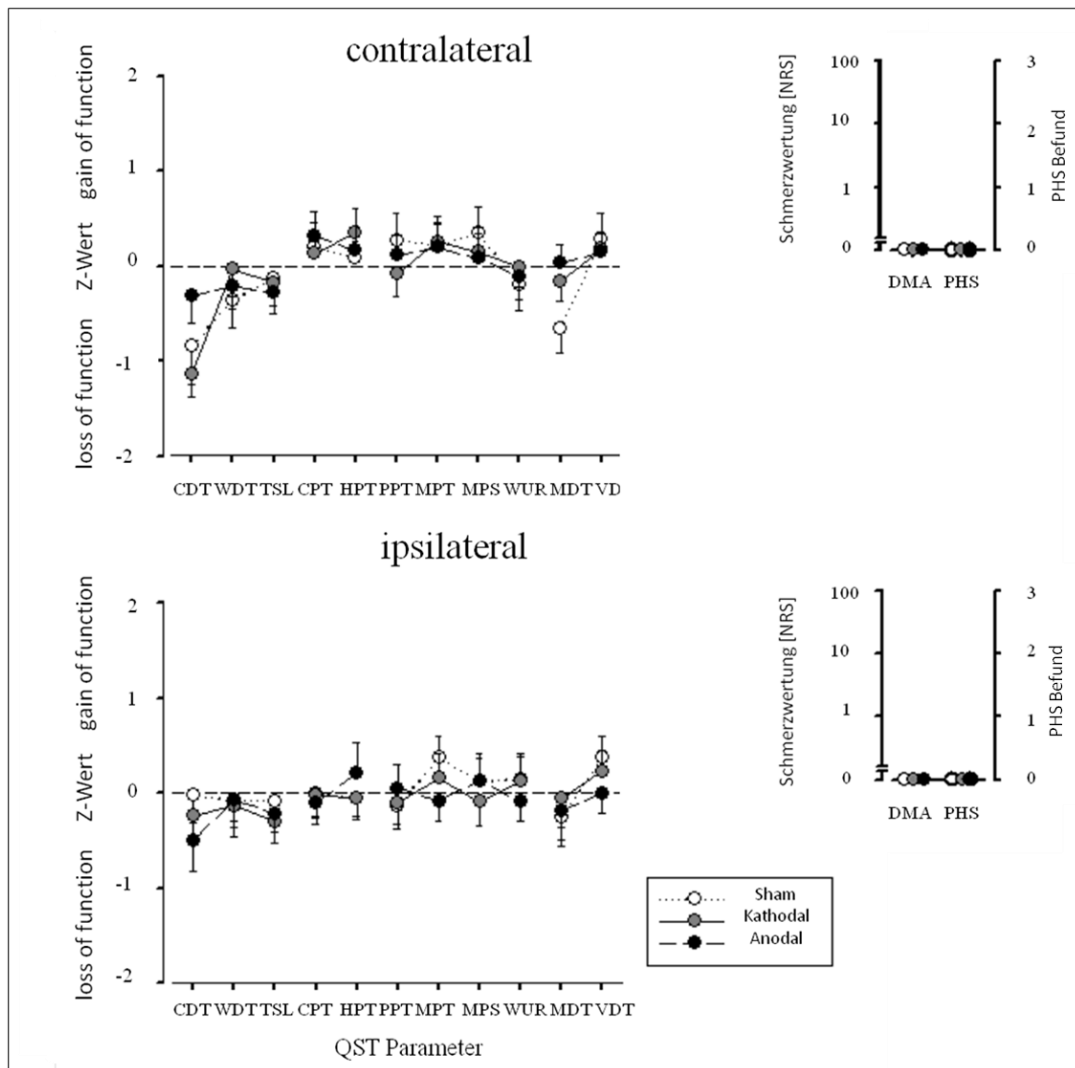 contralateral
2
1
0
-1
-2
loss of function Z-Wert gain of function
CDT WDT TSL CPT HPT PPT MPT MPS WUR MDT VD
Schmerzwertung [NRS]
100
10
1
0
DMA PHS
3
2
1
0
PHS Befund
ipsilateral
2
1
0
-1
-2
loss of function Z-Wert gain of function
CDT WDT TSL CPT HPT PPT MPT MPS WUR MDT VDT
QST Parameter
Schmerzwertung [NRS]
100
10
1
0
DMA PHS
3
2
1
0
PHS Befund
Sham
Kathodal
Anodal